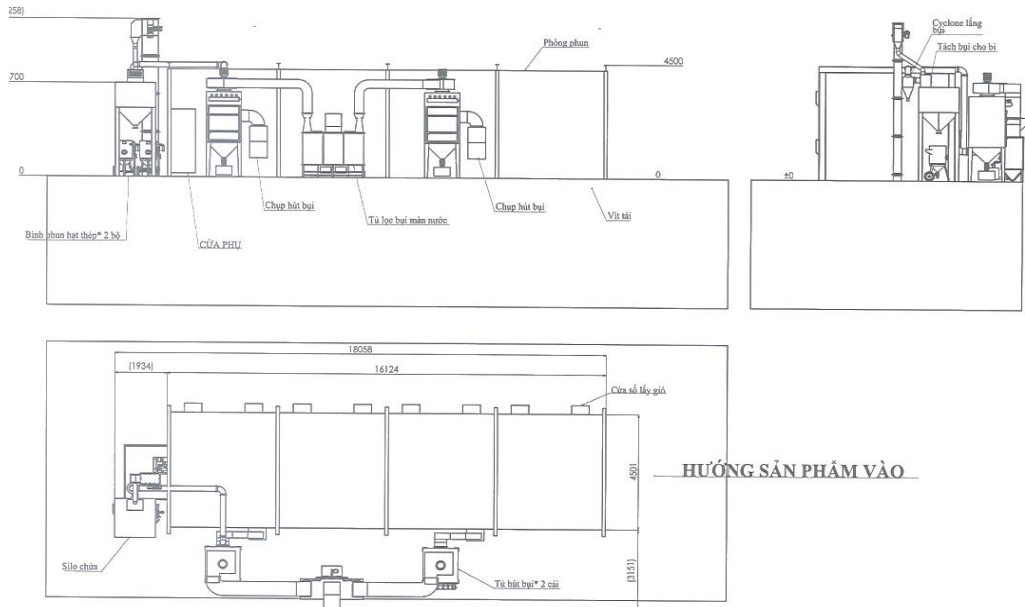 258)
Phòng phun
4500
Cyclone lắng
bụi
Tách bụi cho bi
700
0
0
±0
Chụp hút bụi
Chụp hút bụi
Tủ lọc bụi màn nước
Vít tải
Bình phun hạt thép* 2 bộ
CỬA PHỤ
18058
(1934)
16124
Cửa sổ lấy gió
4501
HƯỚNG SẢN PHẨM VÀO
Silo chứa
Tủ hút bụi* 2 cái
(3151)